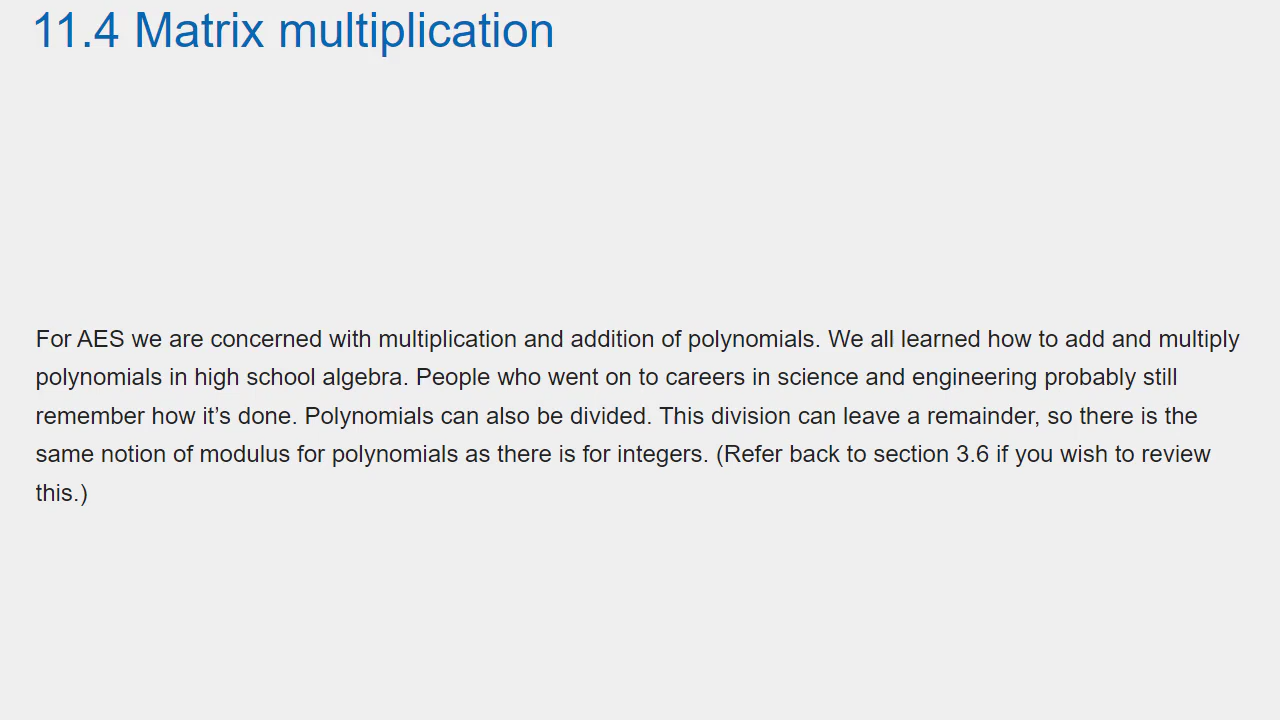 11.4 Matrix multiplication
For AES we are concerned with multiplication and addition of polynomials. We all learned how to add and multiply
polynomials in high school algebra. People who went on to careers in science and engineering probably still
remember how it’s done. Polynomials can also be divided. This division can leave a remainder, so there is the
same notion of modulus for polynomials as there is for integers. (Refer back to section 3.6 if you wish to review
this.)